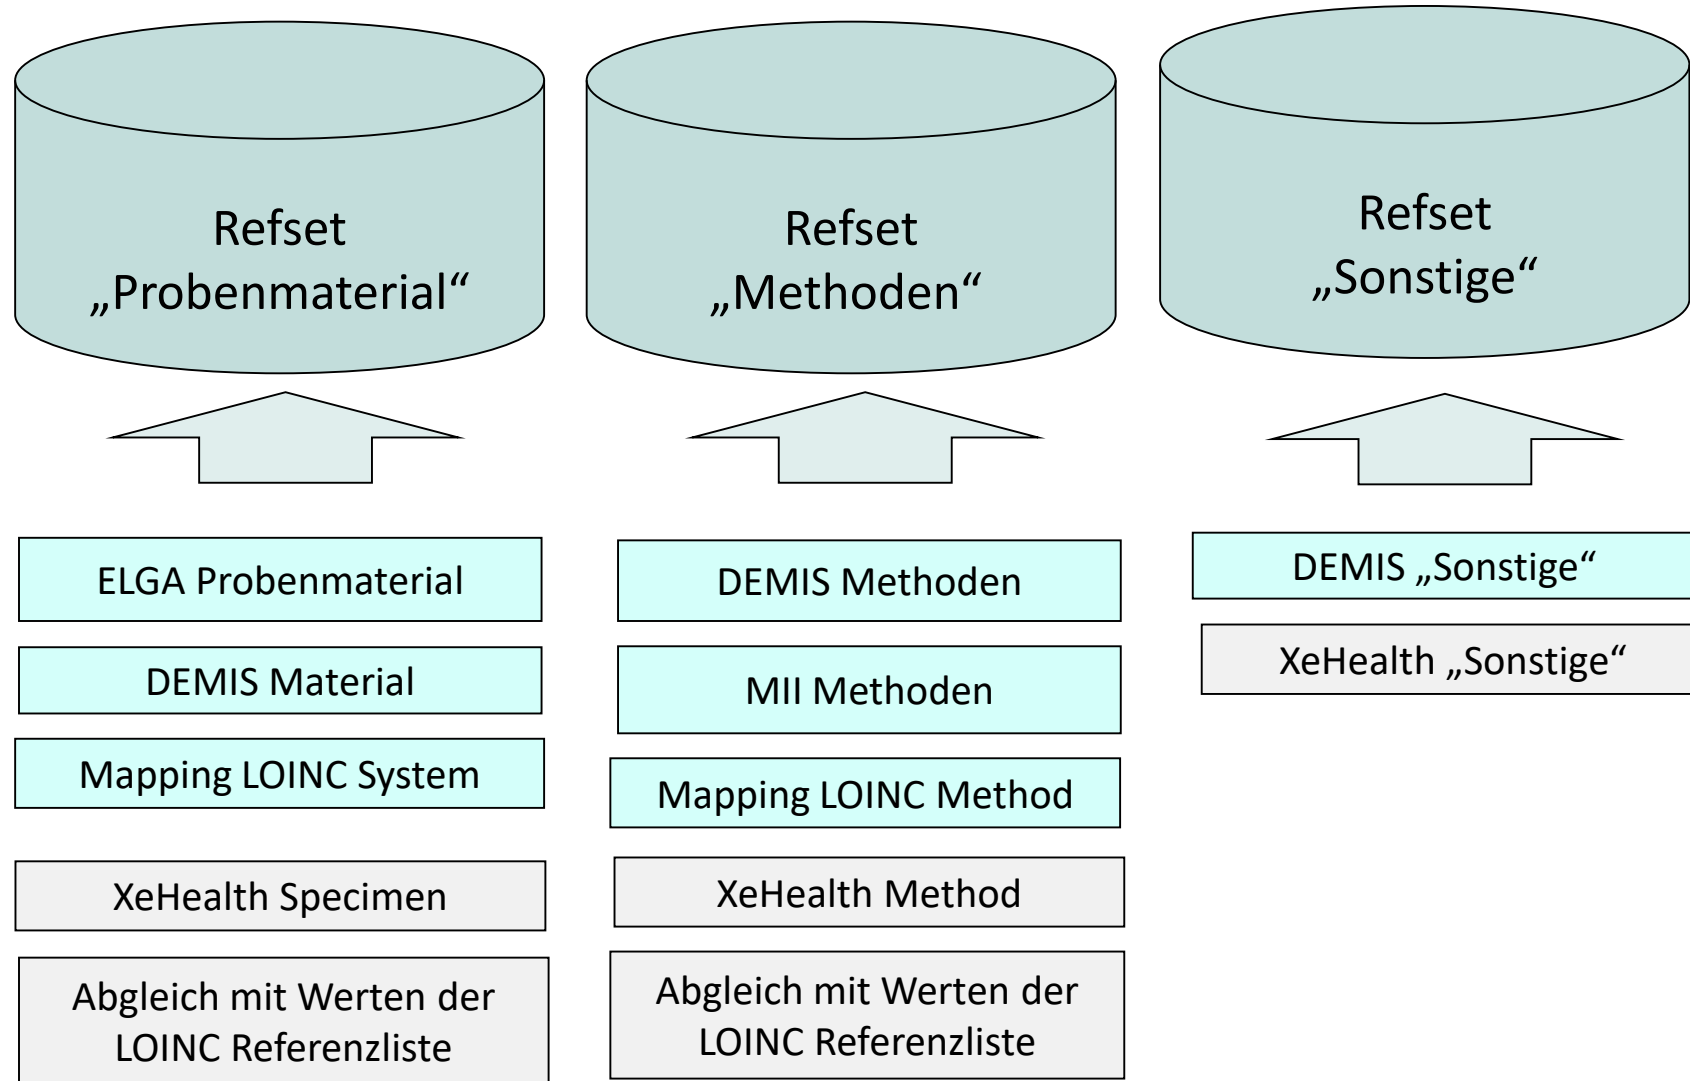 Refset
„Probenmaterial“
Refset
„Methoden“
Refset
„Sonstige“
ELGA Probenmaterial
DEMIS Material
Mapping LOINC System
XeHealth Specimen
Abgleich mit Werten der
LOINC Referenzliste
DEMIS Methoden
MII Methoden
Mapping LOINC Method
XeHealth Method
Abgleich mit Werten der
LOINC Referenzliste
DEMIS „Sonstige“
XeHealth „Sonstige“